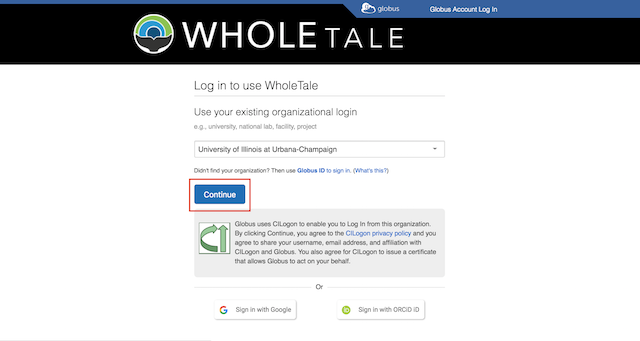 globus
Globus Account Log In
WHOLETALE
Log in to use WholeTale
Use your existing organizational login
e.g., university, national lab, facility, project
University of Illinois at Urbana-Champaign
Didn't find your organization? Then use Globus ID to sign in. (What's this?)
Continue
Globus uses CILogon to enable you to Log In from this organization.
By clicking Continue, you agree to the CILogon privacy policy and you
agree to share your username, email address, and affiliation with
CILogon and Globus. You also agree for CILogon to issue a certificate
that allows Globus to act on your behalf.
Or
Sign in with Google
iD Sign in with ORCiD iD